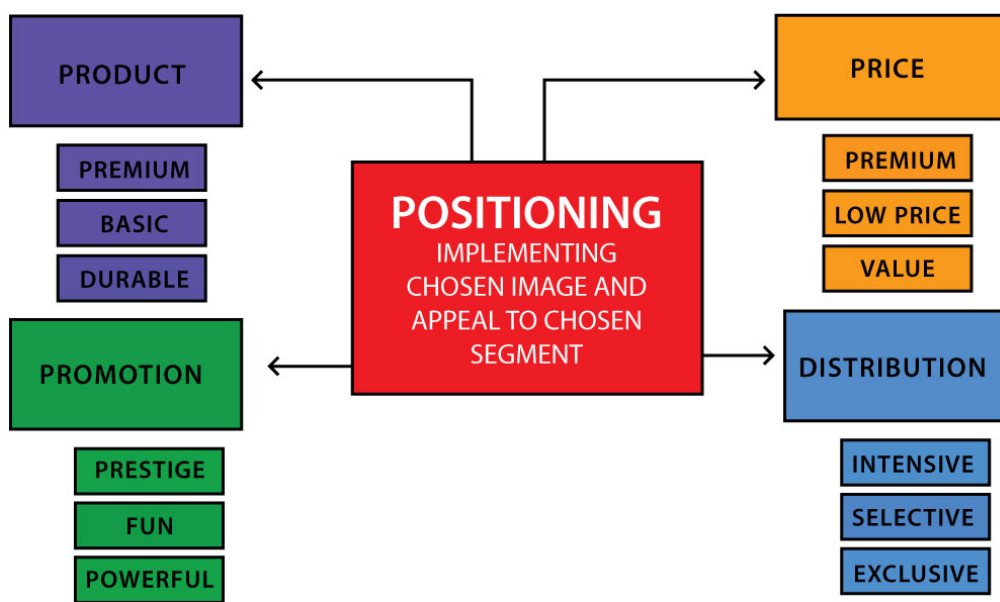 PRODUCT
PREMIUM
BASIC
DURABLE
PROMOTION
PRESTIGE
FUN
POWERFUL
POSITIONING
IMPLEMENTING
CHOSEN IMAGE AND
APPEAL TO CHOSEN
SEGMENT
PRICE
PREMIUM
LOW PRICE
VALUE
DISTRIBUTION
INTENSIVE
SELECTIVE
EXCLUSIVE